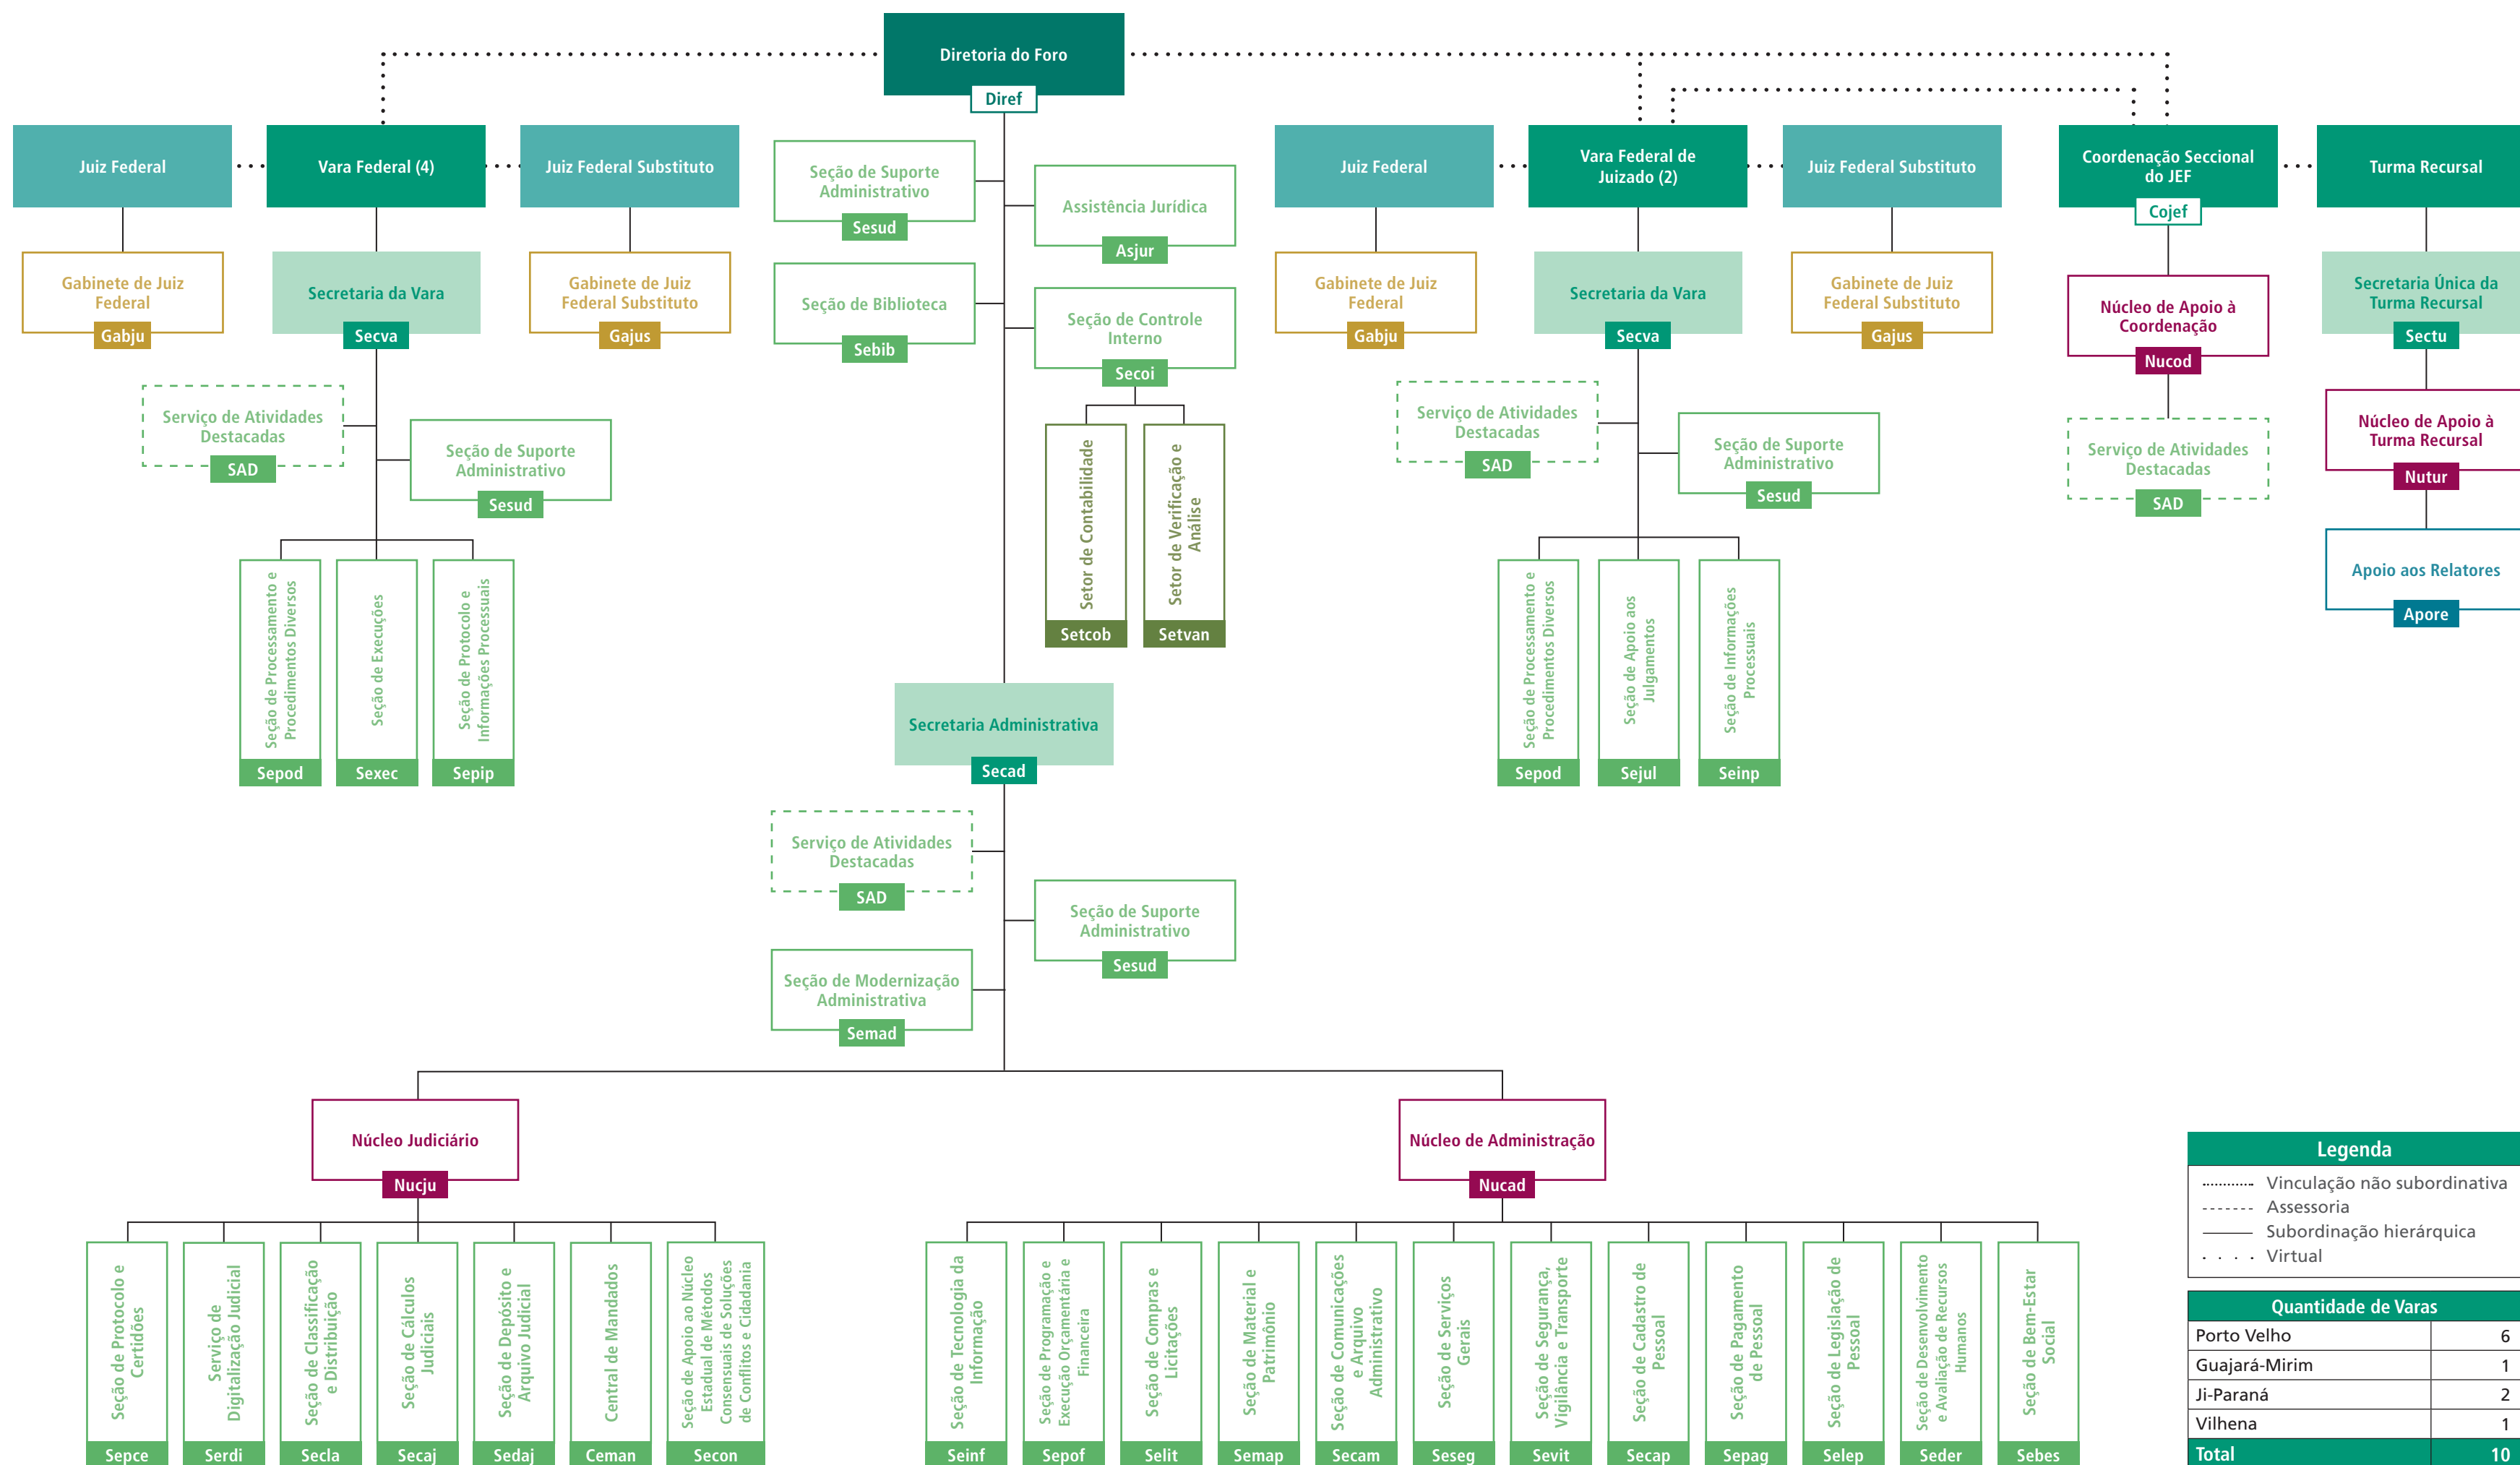 Diretoria do Foro
Diref
Juiz Federal
Vara Federal (4)
Juiz Federal Substituto
Gabinete de Juiz
Federal
Gabju
Secretaria da Vara
Secva
Gabinete de Juiz
Federal Substituto
Gajus
Serviço de Atividades
Destacadas
SAD
Seção de Suporte
Administrativo
Sesud
Seção de Processamento e
Procedimentos Diversos
Sepod
Seção de Execuções
Sexec
Seção de Protocolo e
Informações Processuais
Sepip
Seção de Suporte
Administrativo
Sesud
Assistência Jurídica
Asjur
Seção de Biblioteca
Sebib
Seção de Controle
Interno
Secoi
Setor de Contabilidade
Setcob
Setor de Verificação e
Análise
Setvan
Juiz Federal
Vara Federal de
Juizado (2)
Juiz Federal Substituto
Gabinete de Juiz
Federal
Gabju
Secretaria da Vara
Secva
Gabinete de Juiz
Federal Substituto
Gajus
Serviço de Atividades
Destacadas
SAD
Seção de Suporte
Administrativo
Sesud
Seção de Processamento e
Procedimentos Diversos
Sepod
Seção de Apoio aos
Julgamentos
Sejul
Seção de Informações
Processuais
Seinp
Coordenação Seccional
do JEF
Cojef
Núcleo de Apoio à
Coordenação
Nucod
Serviço de Atividades
Destacadas
SAD
Turma Recursal
Secretaria Única da
Turma Recursal
Sectu
Núcleo de Apoio à
Turma Recursal
Nutur
Apoio aos Relatores
Apore
Secretaria Administrativa
Secad
Serviço de Atividades
Destacadas
SAD
Seção de Suporte
Administrativo
Sesud
Seção de Modernização
Administrativa
Semad
Núcleo Judiciário
Nucju
Seção de Protocolo e
Certidões
Sepce
Serviço de
Digitalização Judicial
Serdi
Seção de Classificação
e Distribuição
Secla
Seção de Cálculos
Judiciais
Secaj
Seção de Depósito e
Arquivo Judicial
Sedaj
Central de Mandados
Ceman
Seção de Apoio ao Núcleo
Estadual de Métodos
Consensuais de Soluções
de Conflitos e Cidadania
Secon
Núcleo de Administração
Nucad
Seção de Tecnologia da
Informação
Seinf
Seção de Programação e
Execução Orçamentária e
Financeira
Sepof
Seção de Compras e
Licitações
Selit
Seção de Material e
Patrimônio
Semap
Seção de Comunicações
e Arquivo
Administrativo
Secam
Seção de Serviços
Gerais
Seseg
Seção de Segurança,
Vigilância e Transporte
Sevit
Seção de Cadastro de
Pessoal
Secap
Seção de Pagamento
de Pessoal
Sepag
Seção de Legislação de
Pessoal
Selep
Seção de Desenvolvimento
e Avaliação de Recursos
Humanos
Seder
Seção de Bem-Estar
Social
Sebes
Legenda
Vinculação não subordinativa
Assessoria
Subordinação hierárquica
Virtual
Quantidade de Varas
Porto Velho 6
Guajará-Mirim 1
Ji-Paraná 2
Vilhena 1
Total 10